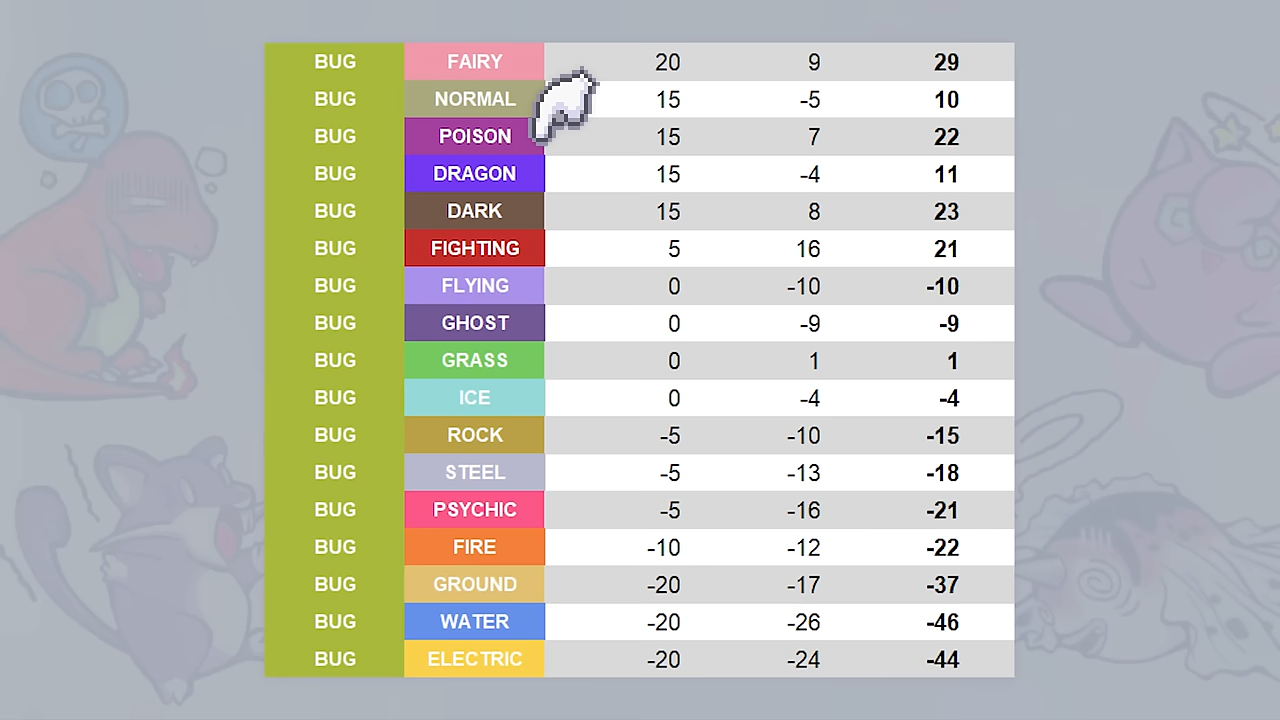 BUG FAIRY 20 9 29
BUG NORMAL 15 -5 10
BUG POISON 15 7 22
BUG DRAGON 15 -4 11
BUG DARK 15 8 23
BUG FIGHTING 5 16 21
BUG FLYING 0 -10 -10
BUG GHOST 0 -9 -9
BUG GRASS 0 1 1
BUG ICE 0 -4 -4
BUG ROCK -5 -10 -15
BUG STEEL -5 -13 -18
BUG PSYCHIC -5 -16 -21
BUG FIRE -10 -12 -22
BUG GROUND -20 -17 -37
BUG WATER -20 -26 -46
BUG ELECTRIC -20 -24 -44